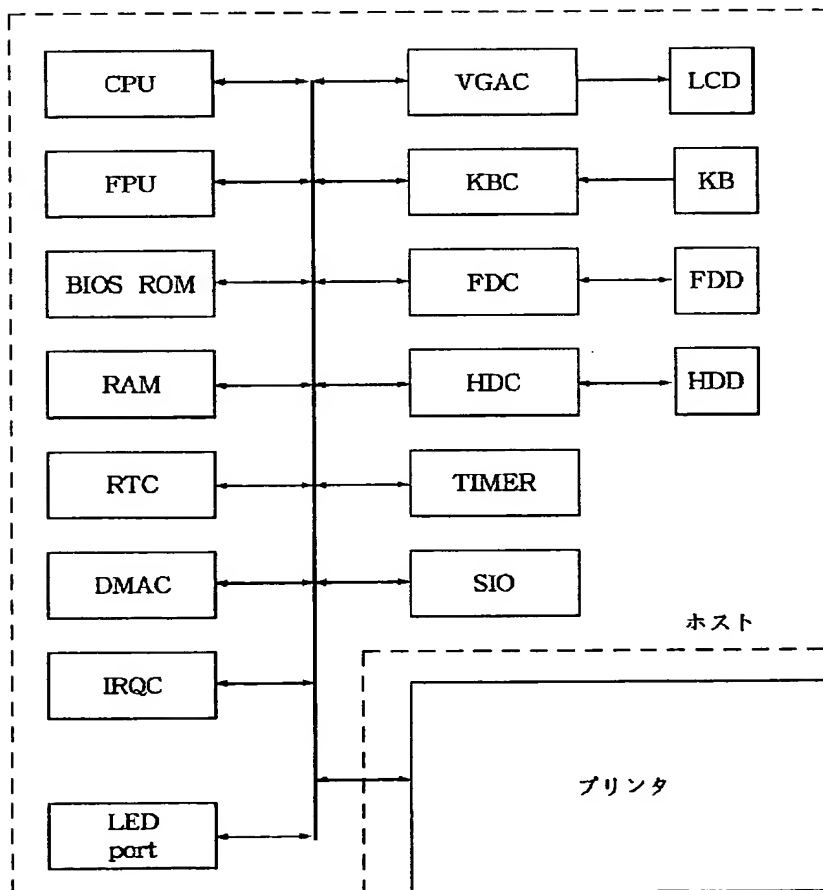 CPU
VGAC
LCD
FPU
KBC
KB
BIOS ROM
FDC
FDD
RAM
HDC
HDD
RTC
TIMER
DMAC
SIO
ホスト
IRQC
プリンタ
LED
port